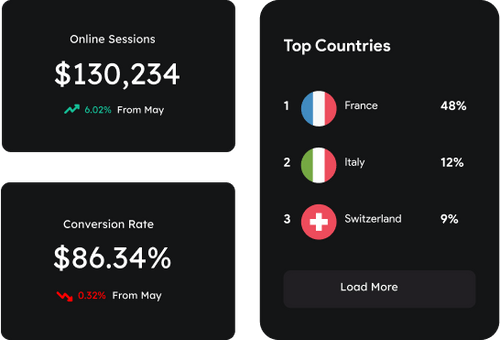 Online Sessions
$130,234
6.02% From May
Conversion Rate
$86.34%
0.32% From May
Top Countries
1 France 48%
2 Italy 12%
3 Switzerland 9%
Load More